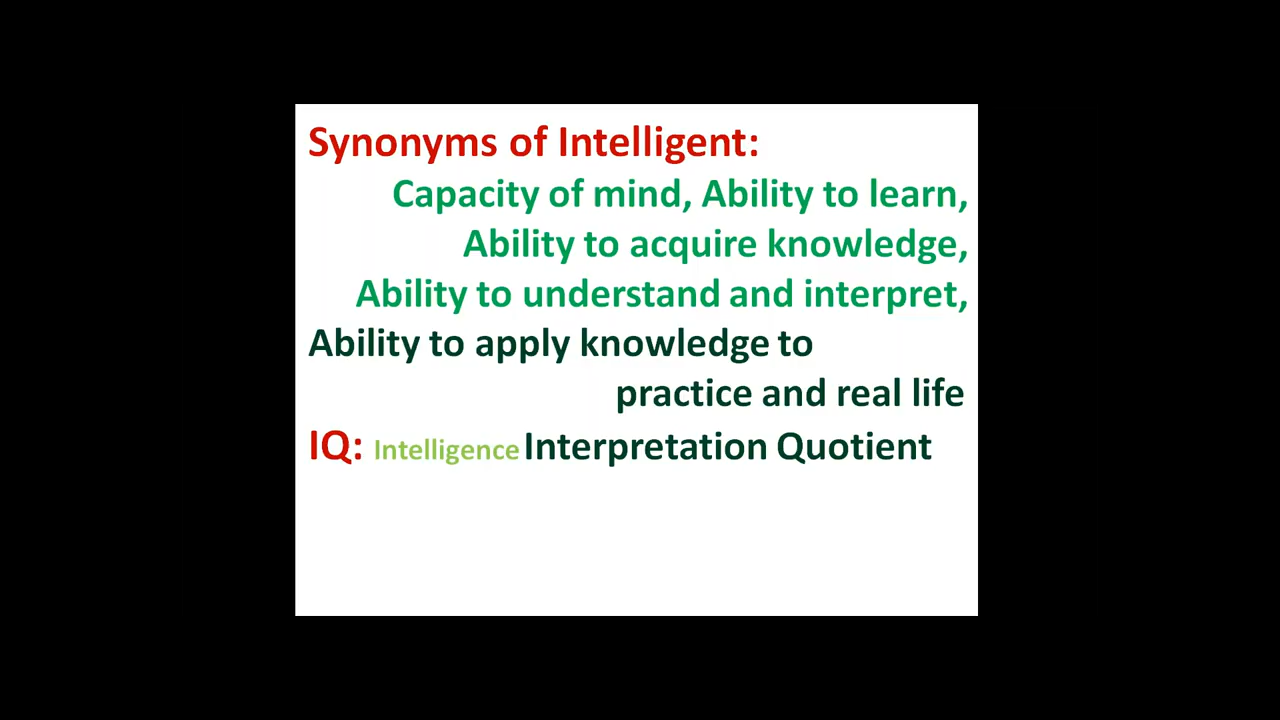 Synonyms of Intelligent:
Capacity of mind, Ability to learn,
Ability to acquire knowledge,
Ability to understand and interpret,
Ability to apply knowledge to
practice and real life
IQ: Intelligence Interpretation Quotient